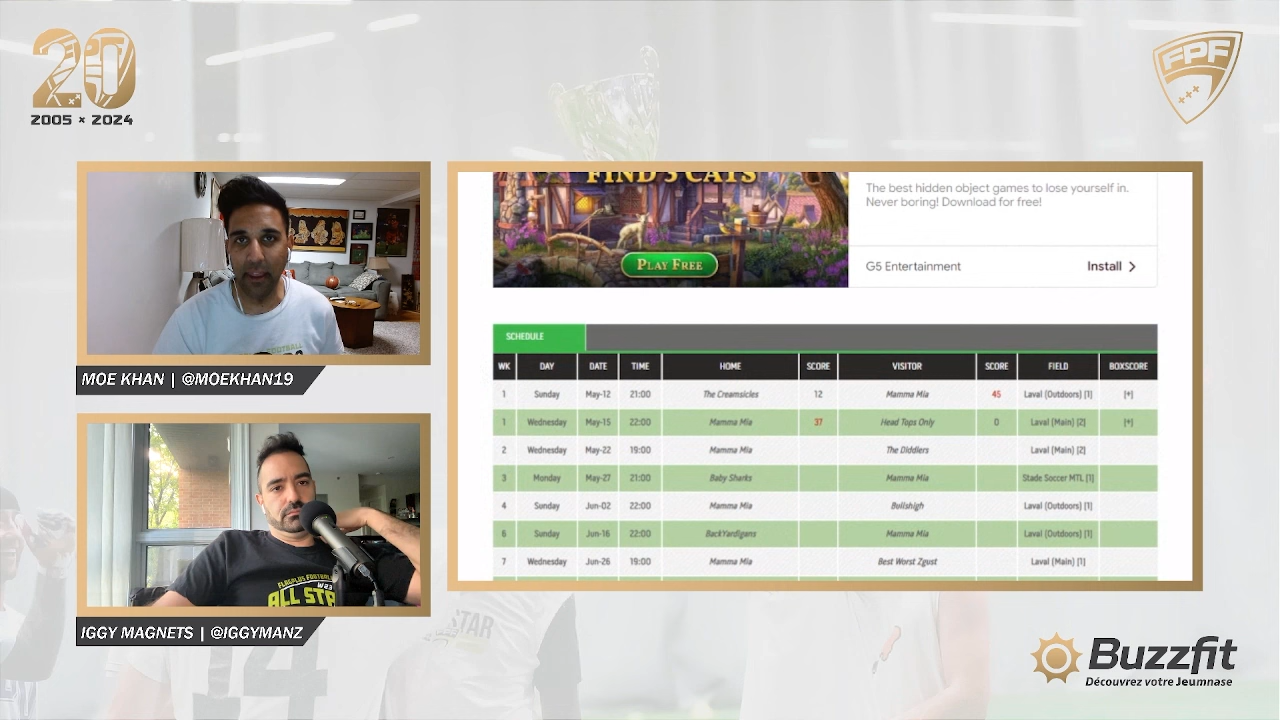 20
2005 × 2024
FPF
MOE KHAN | @MOEKHAN19
FLAGPLUS FOOTBALL
ALL STA
IGGY MAGNETS | @IGGYMANZ
FIND 5 CATS
PLAY FREE
The best hidden object games to lose yourself in.
Never boring! Download for free!
G5 Entertainment Install >
SCHEDULE
WK DAY DATE TIME HOME SCORE VISITOR SCORE FIELD BOXSCORE
1 Sunday May-12 21:00 The Creamsicles 12 Mamma Mia 45 Laval (Outdoors) [1] [+]
1 Wednesday May-15 22:00 Mamma Mia 37 Head Tops Only 0 Laval (Main) [2] [+]
2 Wednesday May-22 19:00 Mamma Mia The Diddlers Laval (Main) [2]
3 Monday May-27 21:00 Baby Sharks Mamma Mia Stade Soccer MTL [1]
4 Sunday Jun-02 22:00 Mamma Mia Bullshigh Laval (Outdoors) [1]
6 Sunday Jun-16 22:00 BackYardigans Mamma Mia Laval (Outdoors) [1]
7 Wednesday Jun-26 19:00 Mamma Mia Best Worst Zgust Laval (Main) [1]
STAR
14
Buzzfit
Découvrez votre Jeumnase